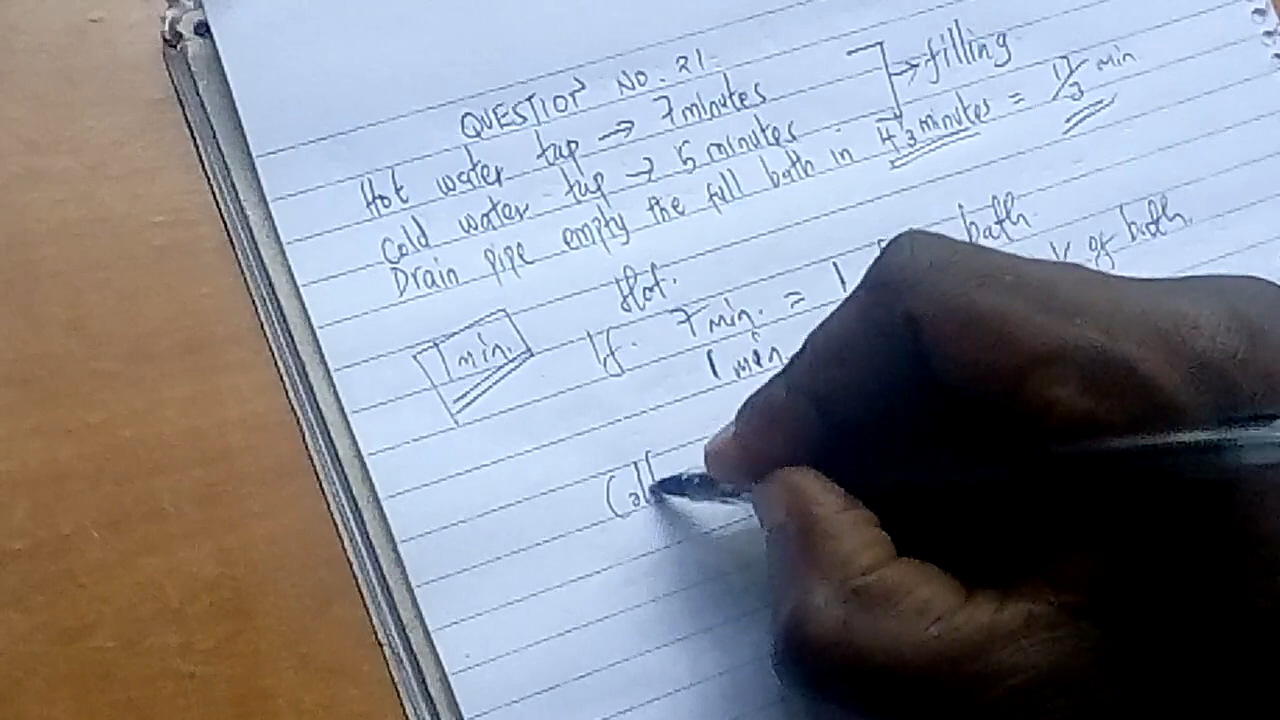 QUESTION NO. 21.
Hot water tap → 7 minutes
Cold water tap → 5 minutes → filling
Drain pipe empty the full bath in 4 3 minutes = 17/3 min
Hot.
1 min.
If. 7 min. = 1 bath.
1 min of bath.
Col